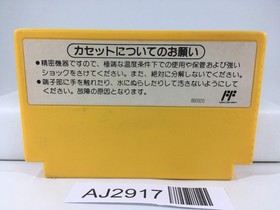 カセットについてのお願い
●精密機器ですので、極端な温度条件下での使用や保管および強い
ショックをさけてください。また、絶対に分解しないでください。
●端子部に手を触れたり、水にぬらしたりして汚さないようにして
ください。故障の原因となります。
AJ2917